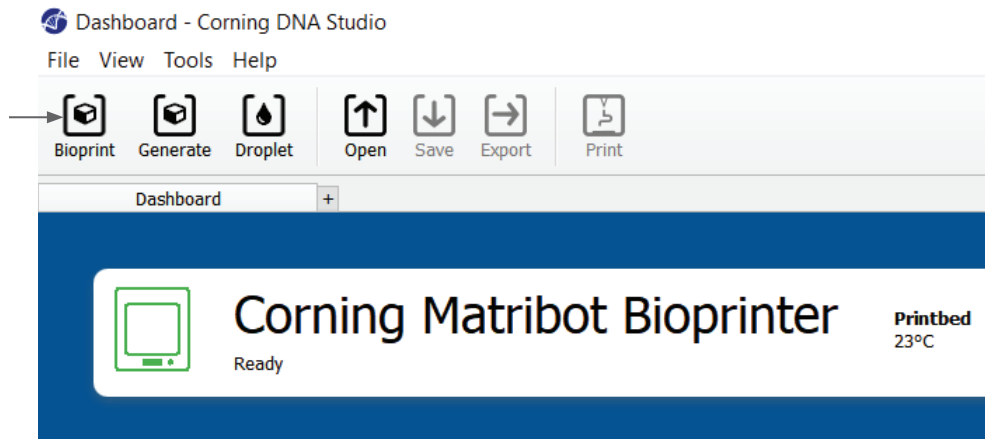 Dashboard - Corning DNA Studio
File View Tools Help
Bioprint Generate Droplet Open Save Export Print
Dashboard +
Corning Matribot Bioprinter
Ready
Printbed
23°C